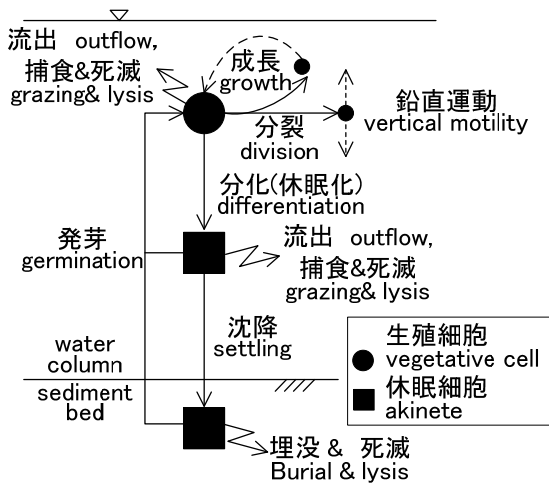 流出 outflow,
捕食&死滅
grazing& lysis
成長
growth
分裂
division
鉛直運動
vertical motility
分化(休眠化)
differentiation
発芽
germination
流出 outflow,
捕食&死滅
grazing& lysis
沈降
settling
water
column
sediment
bed
生殖細胞
vegetative cell
休眠細胞
akinete
埋没 & 死滅
Burial & lysis